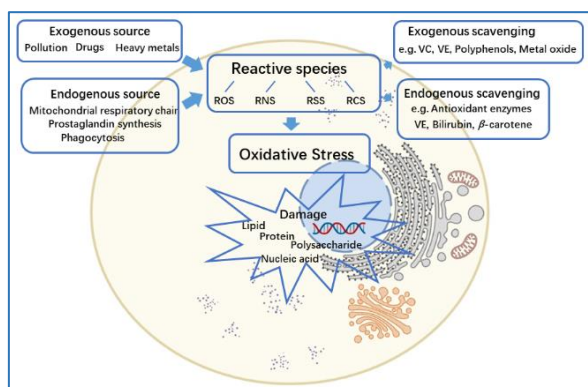 Exogenous source
Pollution Drugs Heavy metals
Endogenous source
Mitochondrial respiratory chain
Prostaglandin synthesis
Phagocytosis
Reactive species
ROS RNS RSS RCS
Exogenous scavenging
e.g. VC, VE, Polyphenols, Metal oxide
Endogenous scavenging
e.g. Antioxidant enzymes
VE, Bilirubin, β-carotene
Oxidative Stress
Damage
Lipid
Protein
Polysaccharide
Nucleic acid